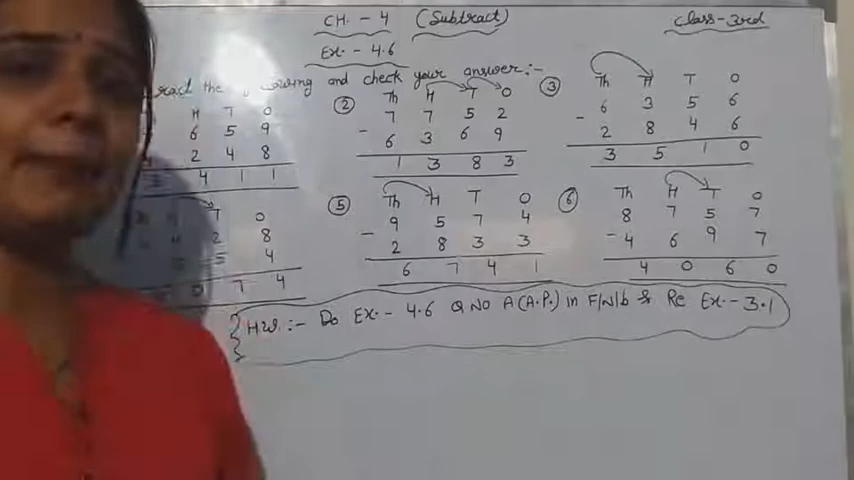 CH. - 4 (Subtract) Class-3rd
Ex. - 4.6
the and check your answer:-
H T O
6 5 9
2 4 8
4 1 1
② Th H T O
7 7 5 2
- 6 3 6 9
1 3 8 3
③ Th H T O
6 3 5 6
- 2 8 4 6
3 5 1 0
T O
2 8
5 4
7 4
⑤ Th H T O
9 5 7 4
- 2 8 3 3
6 7 4 1
⑥ Th H T O
8 7 5 7
- 4 6 9 7
4 0 6 0
H.W. :- Do Ex. - 4.6 Q NO A (A.P.) in F/N/b & Re Ex. - 3.1